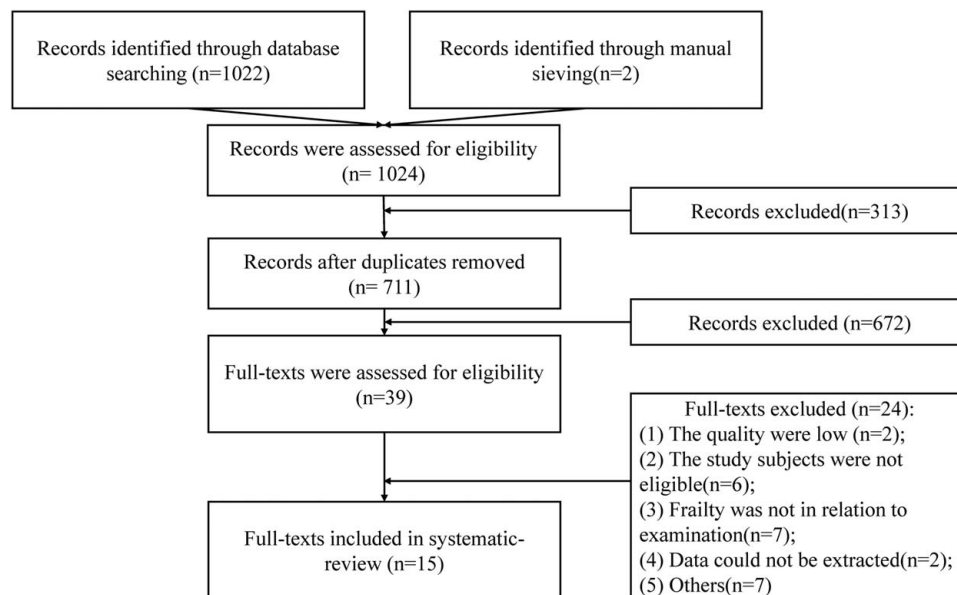 Records identified through database
searching (n=1022)
Records identified through manual
sieving(n=2)
Records were assessed for eligibility
(n= 1024)
Records excluded(n=313)
Records after duplicates removed
(n= 711)
Records excluded (n=672)
Full-texts were assessed for eligibility
(n=39)
Full-texts excluded (n=24):
(1) The quality were low (n=2);
(2) The study subjects were not
eligible(n=6);
(3) Frailty was not in relation to
examination(n=7);
(4) Data could not be extracted(n=2);
(5) Others(n=7)
Full-texts included in systematic-
review (n=15)